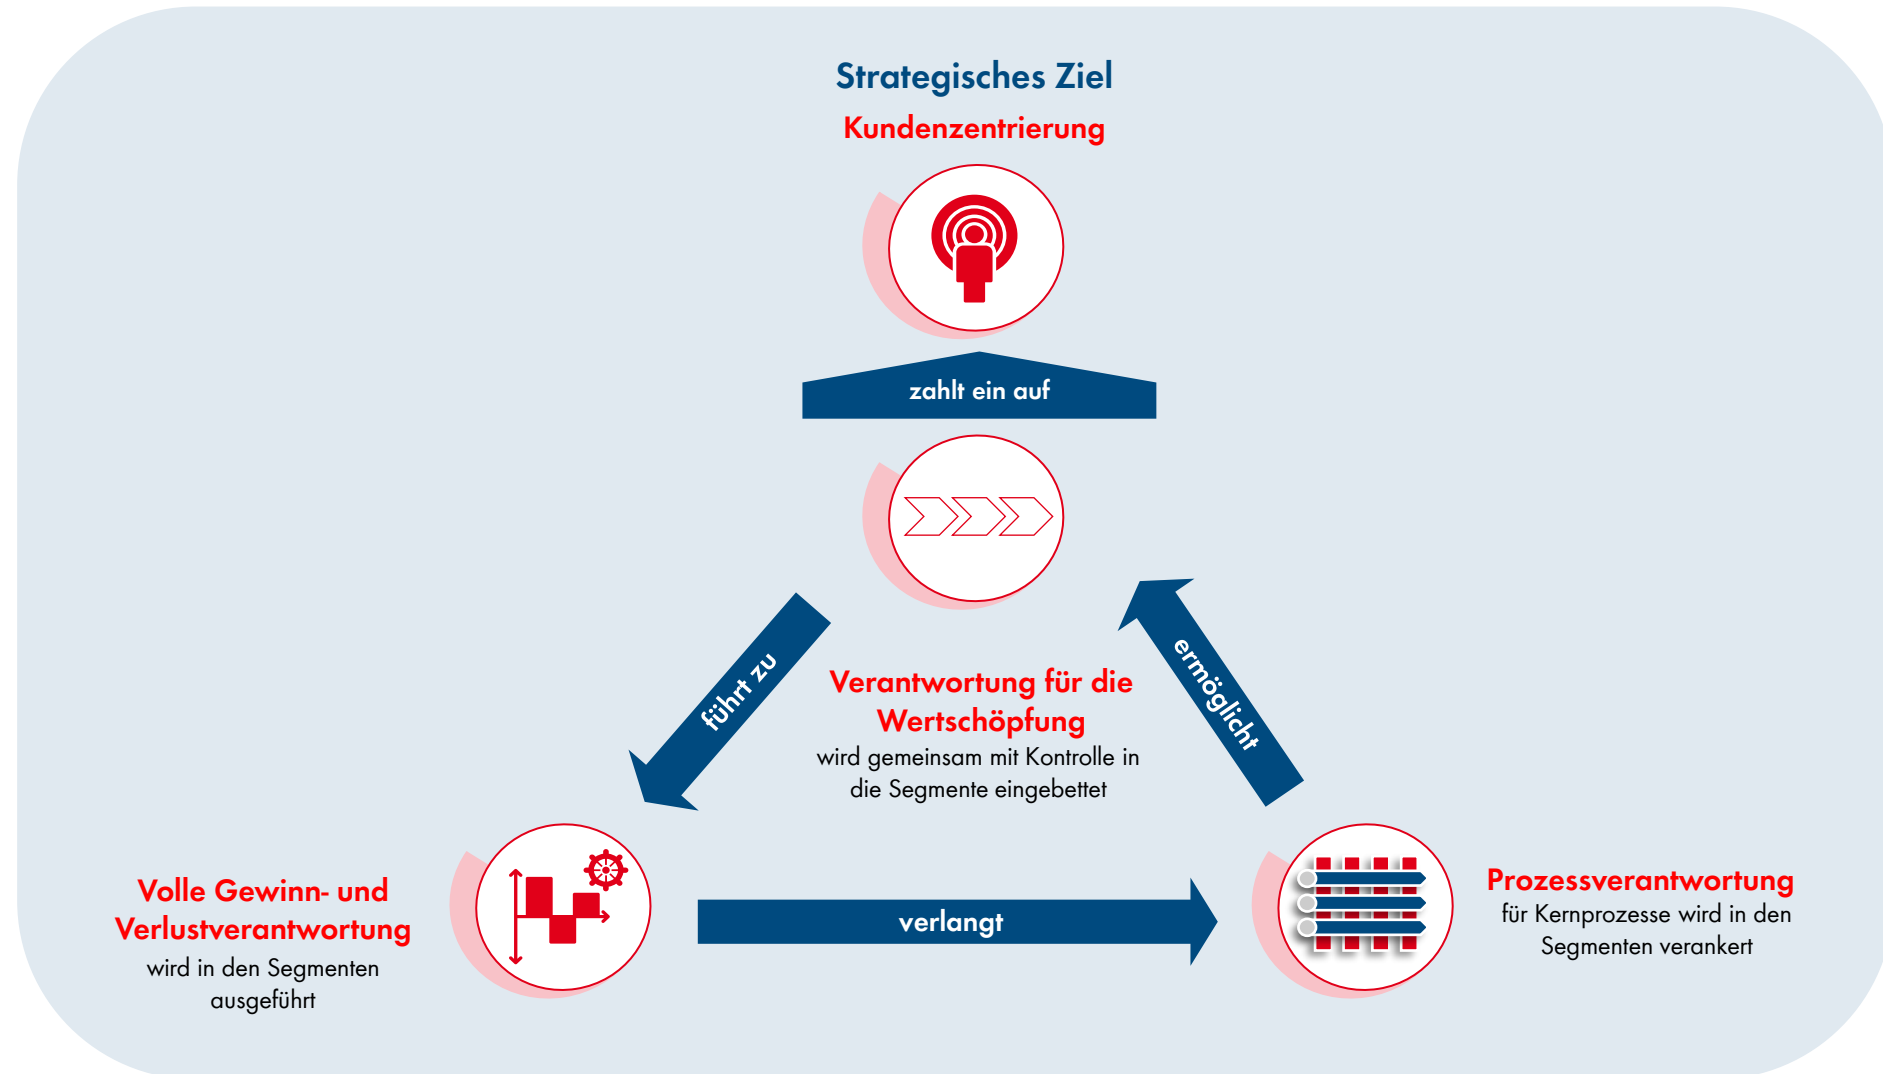 Strategisches Ziel
Kundenzentrierung
zahlt ein auf
führt zu
ermöglicht
Verantwortung für die
Wertschöpfung
wird gemeinsam mit Kontrolle in
die Segmente eingebettet
Volle Gewinn- und
Verlustverantwortung
wird in den Segmenten
ausgeführt
verlangt
Prozessverantwortung
für Kernprozesse wird in den
Segmenten verankert